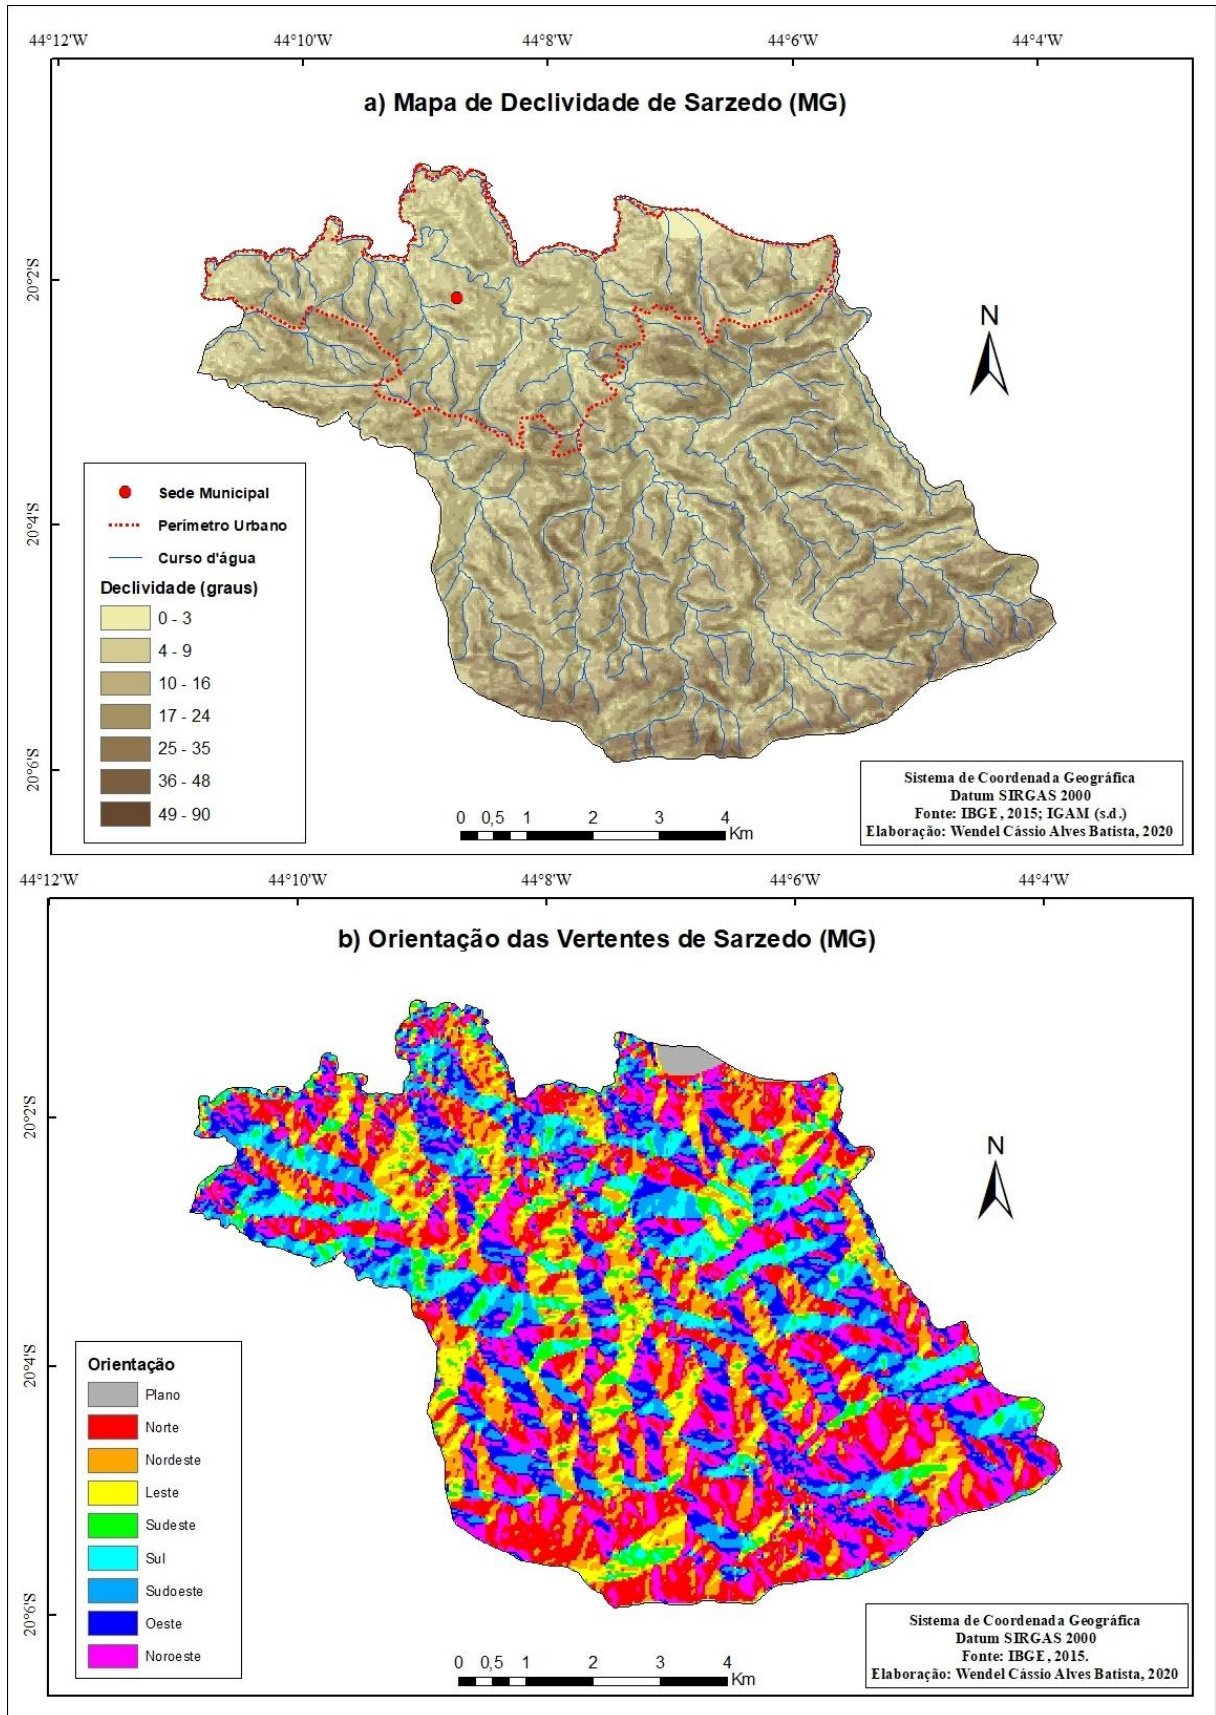 44°12'W 44°10'W 44°8'W 44°6'W 44°4'W
a) Mapa de Declividade de Sarzedo (MG)
20°2'S
N
Sede Municipal
Perímetro Urbano
20°4'S
Curso d'água
Declividade (graus)
0 - 3
4 - 9
10 - 16
17 - 24
25 - 35
20°6'S
36 - 48
49 - 90
0 0,5 1 2 3 4
Km
Sistema de Coordenada Geográfica
Datum SIRGAS 2000
Fonte: IBGE, 2015; IGAM (s.d.)
Elaboração: Wendel Cássio Alves Batista, 2020
44°12'W 44°10'W 44°8'W 44°6'W 44°4'W
b) Orientação das Vertentes de Sarzedo (MG)
20°2'S
N
20°4'S
Orientação
Plano
Norte
Nordeste
Leste
Sudeste
Sul
Sudoeste
20°6'S
Oeste
Noroeste
0 0,5 1 2 3 4
Km
Sistema de Coordenada Geográfica
Datum SIRGAS 2000
Fonte: IBGE, 2015.
Elaboração: Wendel Cássio Alves Batista, 2020